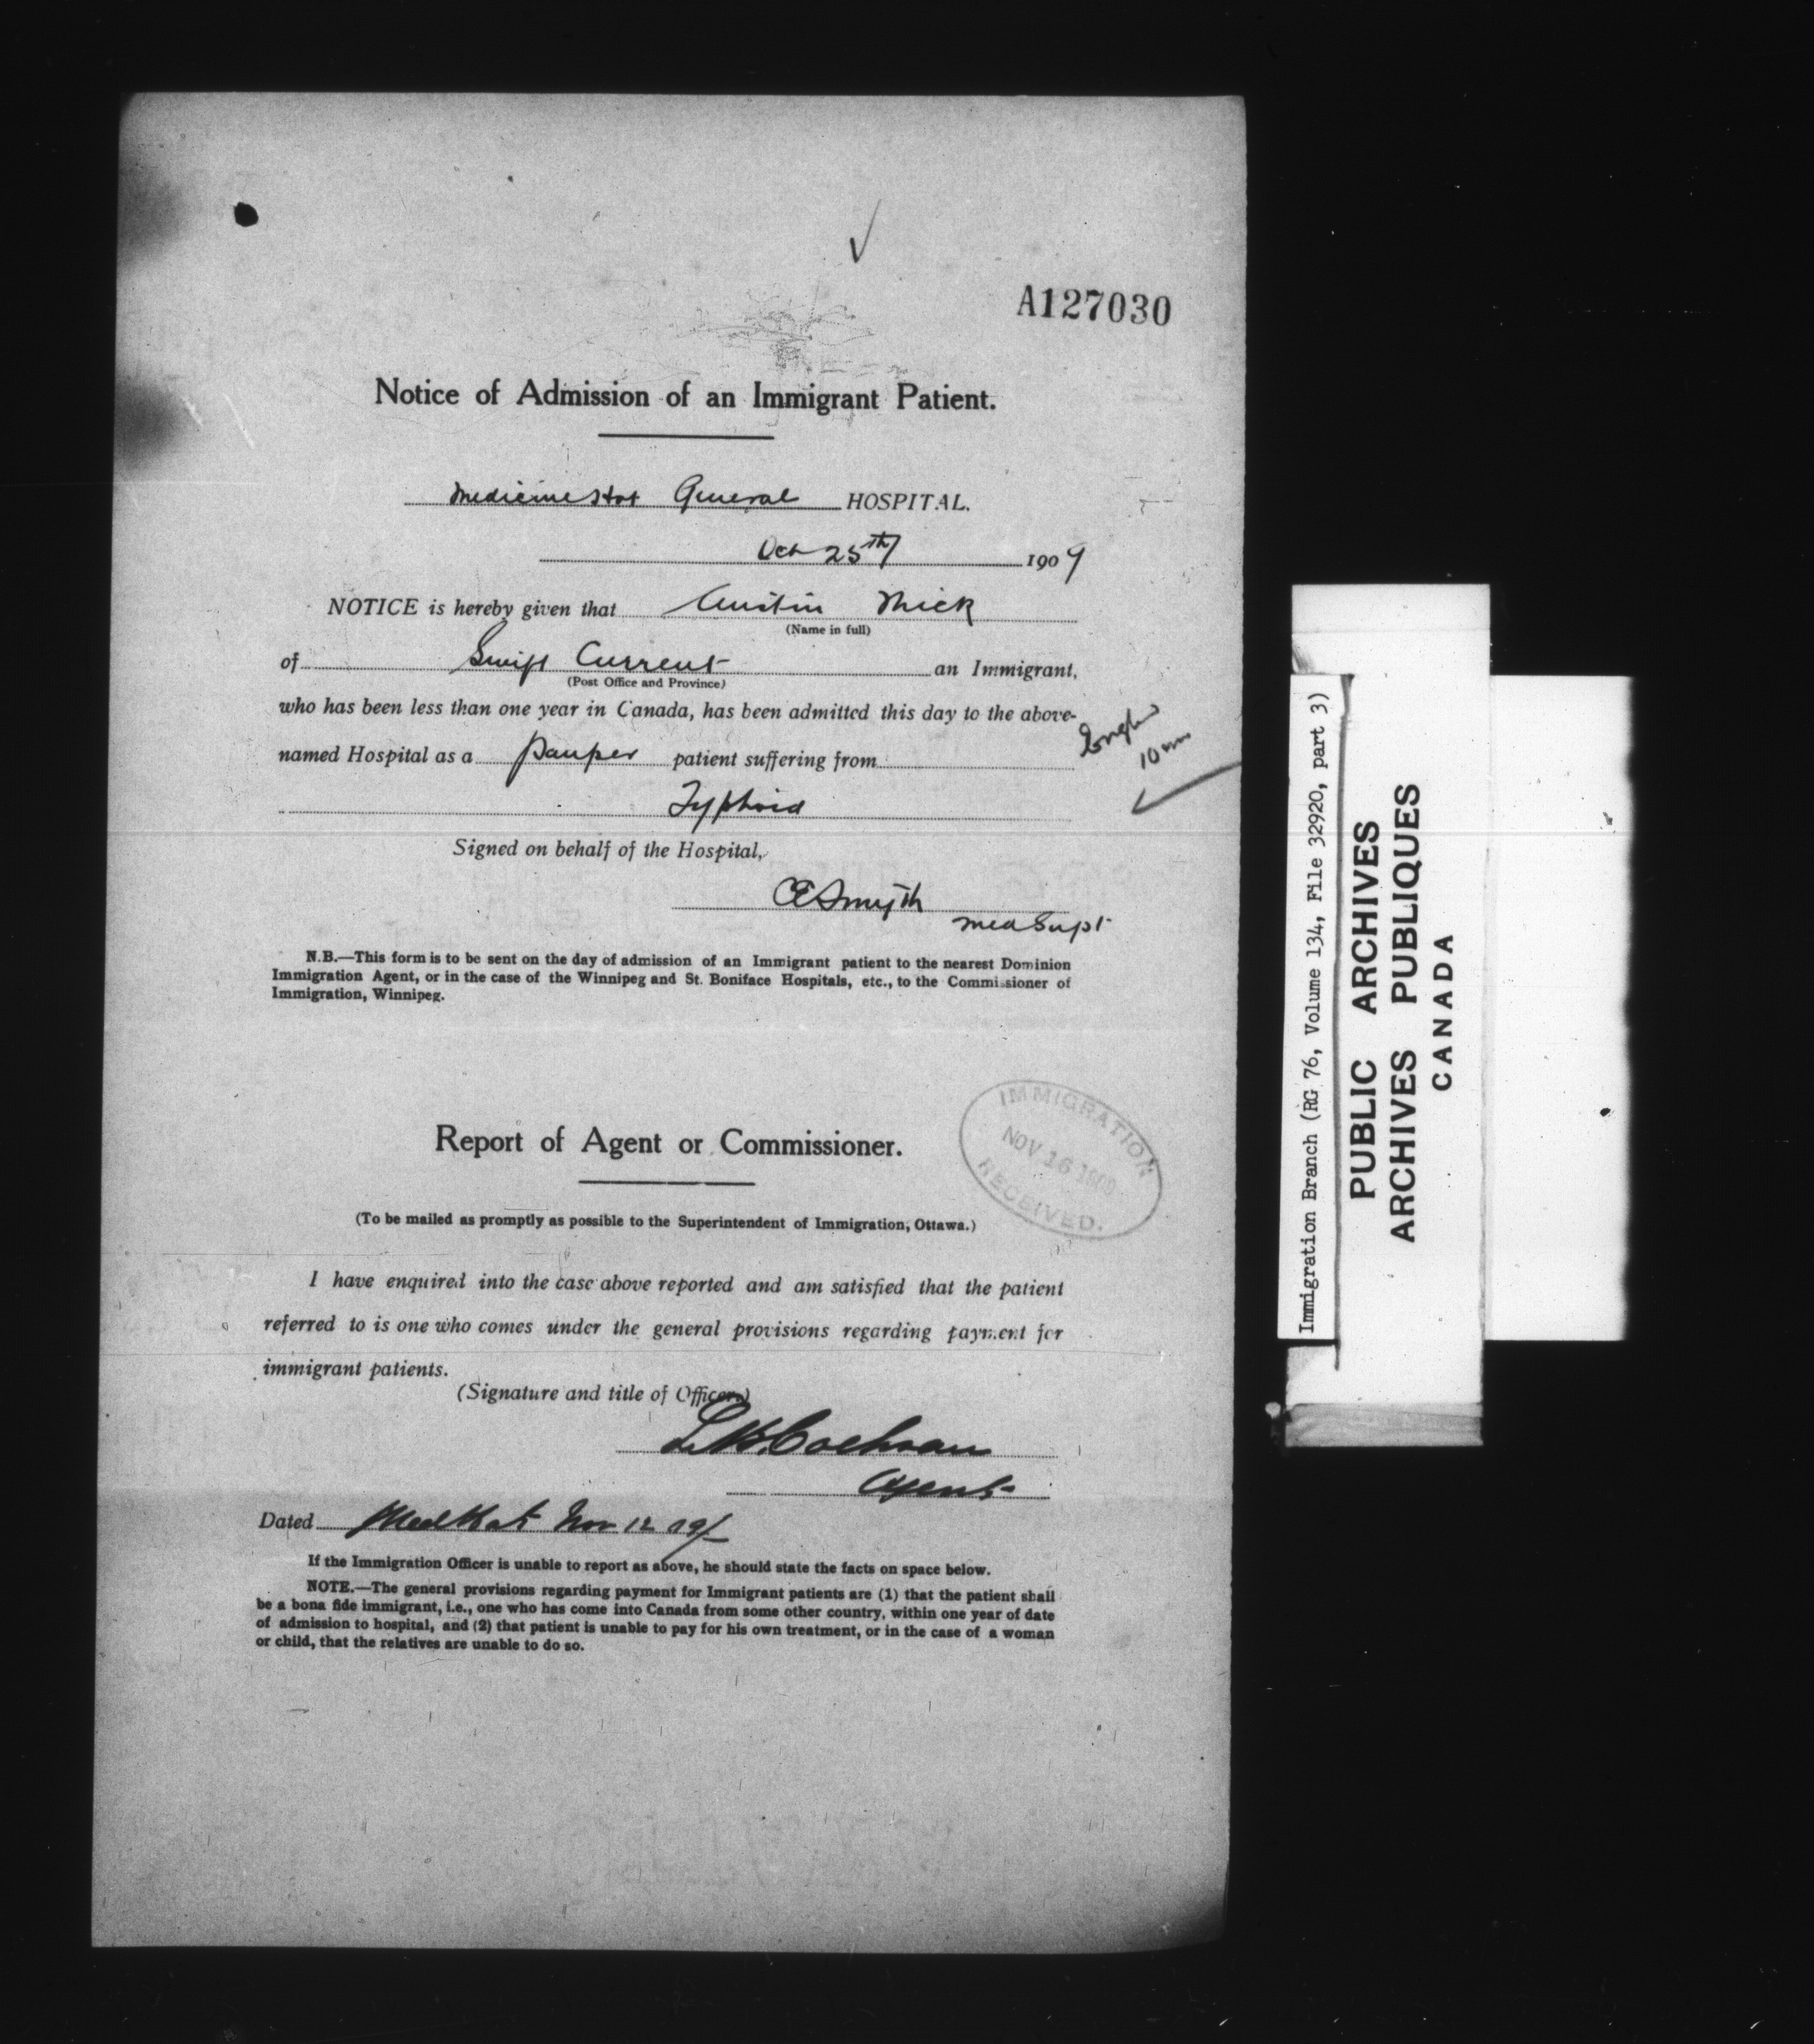 A127030
Notice of Admission of an Immigrant Patient.
Medicine Hat General HOSPITAL.
Oct 25th 1909
NOTICE is hereby given that Austin Mick
(Name in full)
of Swift Current an Immigrant,
(Post Office and Province)
who has been less than one year in Canada, has been admitted this day to the above-
named Hospital as a pauper patient suffering from
Typhoid
10
Signed on behalf of the Hospital,
CE Smyth
Med Supt
N.B.—This form is to be sent on the day of admission of an Immigrant patient to the nearest Dominion
Immigration Agent, or in the case of the Winnipeg and St. Boniface Hospitals, etc., to the Commissioner of
Immigration, Winnipeg.
IMMIGRATION
NOV 16 1909
RECEIVED.
Report of Agent or Commissioner.
(To be mailed as promptly as possible to the Superintendent of Immigration, Ottawa.)
I have enquired into the case above reported and am satisfied that the patient
referred to is one who comes under the general provisions regarding payment for
immigrant patients.
(Signature and title of Officer.)
Cochran
Agent
Dated Med Hat Nov 12 09
If the Immigration Officer is unable to report as above, he should state the facts on space below.
NOTE.—The general provisions regarding payment for Immigrant patients are (1) that the patient shall
be a bona fide immigrant, i.e., one who has come into Canada from some other country, within one year of date
of admission to hospital, and (2) that patient is unable to pay for his own treatment, or in the case of a woman
or child, that the relatives are unable to do so.
Immigration Branch (RG 76, Volume 134, File 32920, part 3)
PUBLIC ARCHIVES
ARCHIVES PUBLIQUES
CANADA